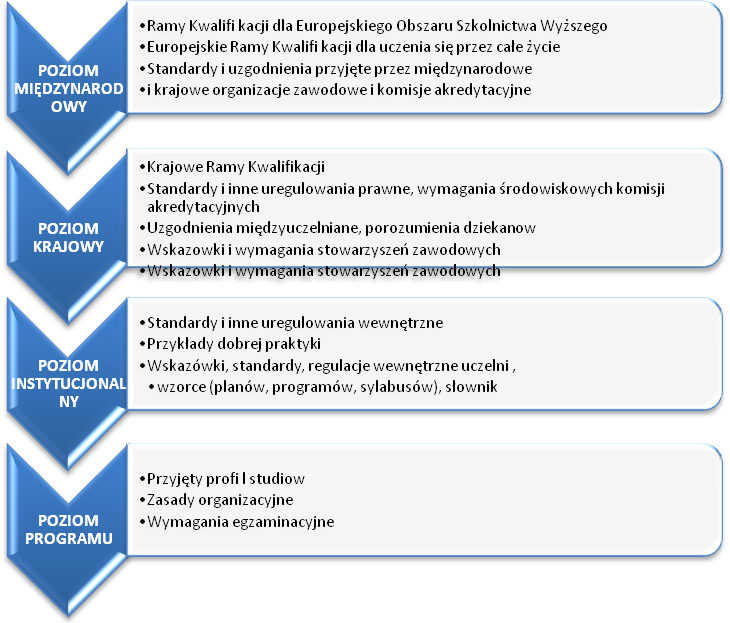 POZIOM
MIĘDZYNAROD
OWY
•Ramy Kwalifi kacji dla Europejskiego Obszaru Szkolnictwa Wyższego
•Europejskie Ramy Kwalifi kacji dla uczenia się przez całe życie
•Standardy i uzgodnienia przyjęte przez międzynarodowe
•i krajowe organizacje zawodowe i komisje akredytacyjne
POZIOM
KRAJOWY
•Krajowe Ramy Kwalifikacji
•Standardy i inne uregulowania prawne, wymagania środowiskowych komisji
akredytacyjnych
•Uzgodnienia międzyuczelniane, porozumienia dziekanow
•Wskazowki i wymagania stowarzyszeń zawodowych
•Wskazowki i wymagania stowarzyszeń zawodowych
POZIOM
INSTYTUCJONAL
NY
•Standardy i inne uregulowania wewnętrzne
•Przykłady dobrej praktyki
•Wskazówki, standardy, regulacje wewnętrzne uczelni ,
•wzorce (planów, programów, sylabusów), słownik
POZIOM
PROGRAMU
•Przyjęty profi l studiow
•Zasady organizacyjne
•Wymagania egzaminacyjne